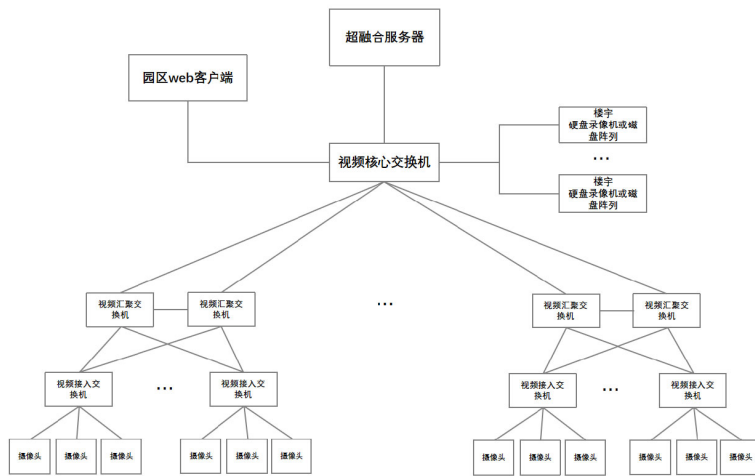 超融合服务器
园区web客户端
楼宇
硬盘录像机或磁
盘阵列
...
视频核心交换机
楼宇
硬盘录像机或磁
盘阵列
视频汇聚交
换机
视频汇聚交
换机
...
视频汇聚交
换机
视频汇聚交
换机
视频接入交
换机
...
视频接入交
换机
视频接入交
换机
...
视频接入交
换机
摄像头
摄像头
摄像头
摄像头
摄像头
摄像头
摄像头
摄像头
摄像头
摄像头
摄像头
摄像头